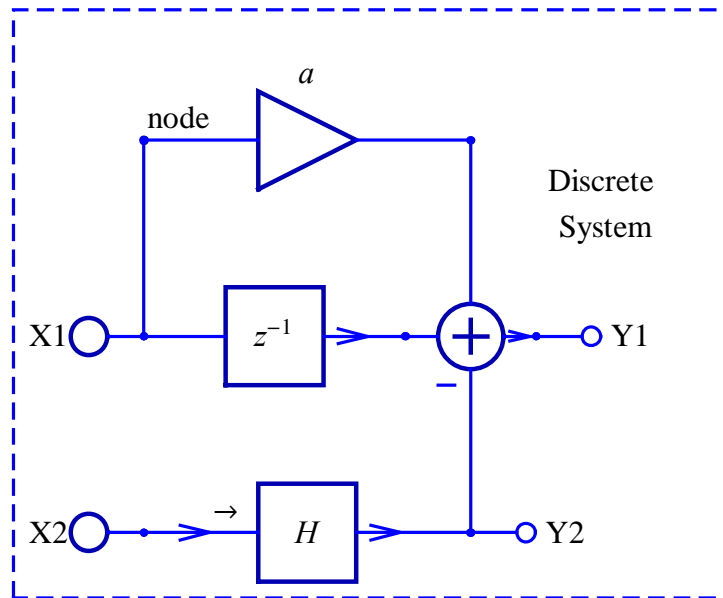 a
node
Discrete
System
X1
z⁻¹
+
Y1
−
X2
→
H
Y2